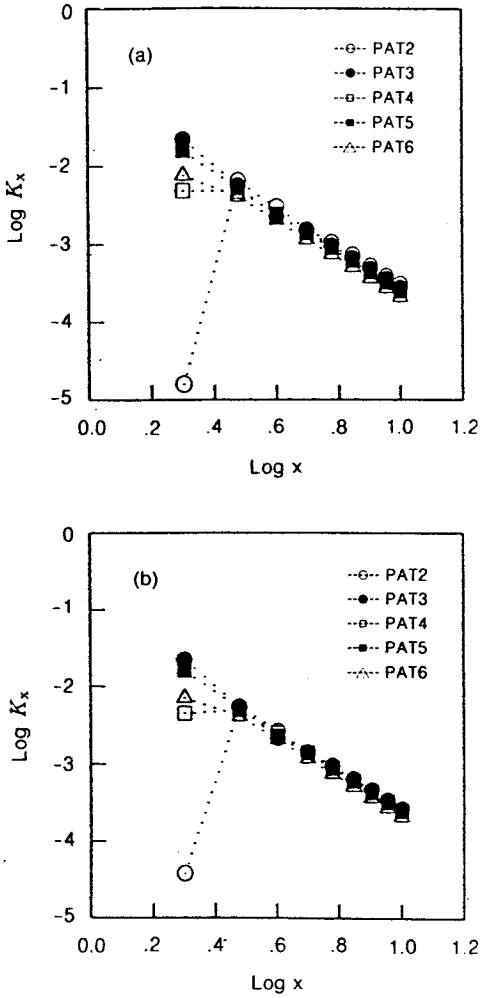 0
(a)
PAT2
PAT3
PAT4
PAT5
PAT6
-1
-2
-3
-4
-5
Log Kx
0.0 .2 .4 .6 .8 1.0 1.2
Log x
0
(b)
PAT2
PAT3
PAT4
PAT5
PAT6
-1
-2
-3
-4
-5
Log Kx
0.0 .2 .4 .6 .8 1.0 1.2
Log x